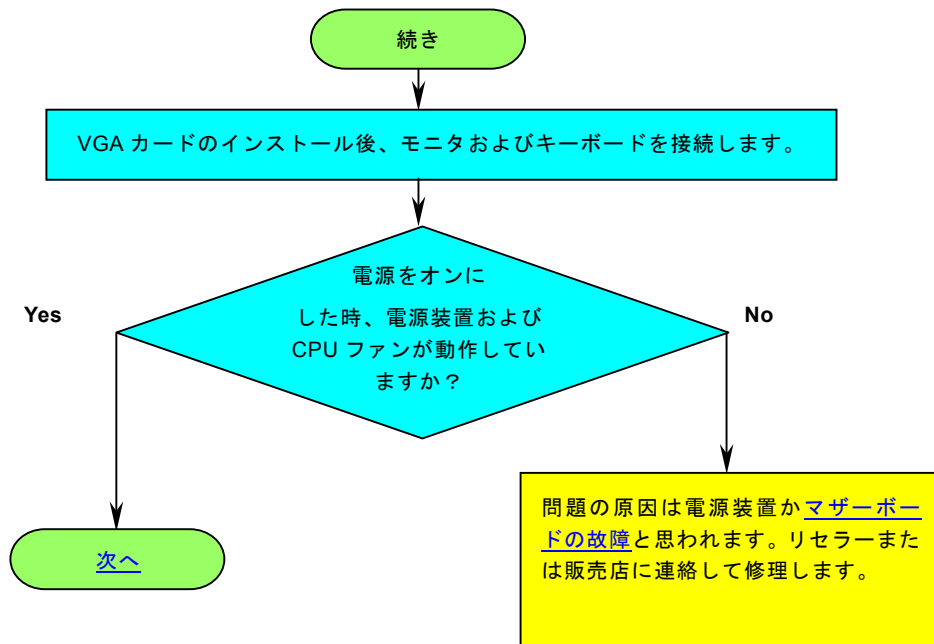 続き
VGA カードのインストール後、モニタおよびキーボードを接続します。
電源をオンに
した時、電源装置および
CPU ファンが動作してい
ますか？
Yes
No
次へ
問題の原因は電源装置かマザーボー
ドの故障と思われます。リセラーまた
は販売店に連絡して修理します。